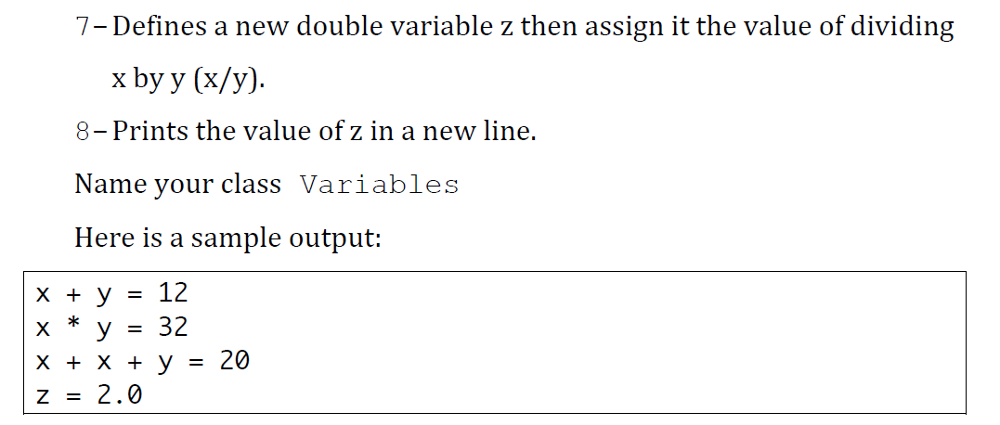 7- Defines a new double variable z then assign it the value of dividing
x by y (x/y).
8- Prints the value of z in a new line.
Name your class Variables
Here is a sample output:
x + y = 12
x * y = 32
x + x + y = 20
z = 2.0